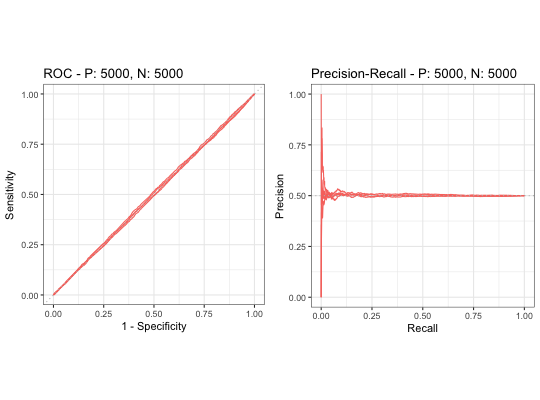 ROC - P: 5000, N: 5000
1.00
0.75
0.50
0.25
0.00
Sensitivity
0.00 0.25 0.50 0.75 1.00
1 - Specificity
Precision-Recall - P: 5000, N: 5000
1.00
0.75
0.50
0.25
0.00
Precision
0.00 0.25 0.50 0.75 1.00
Recall